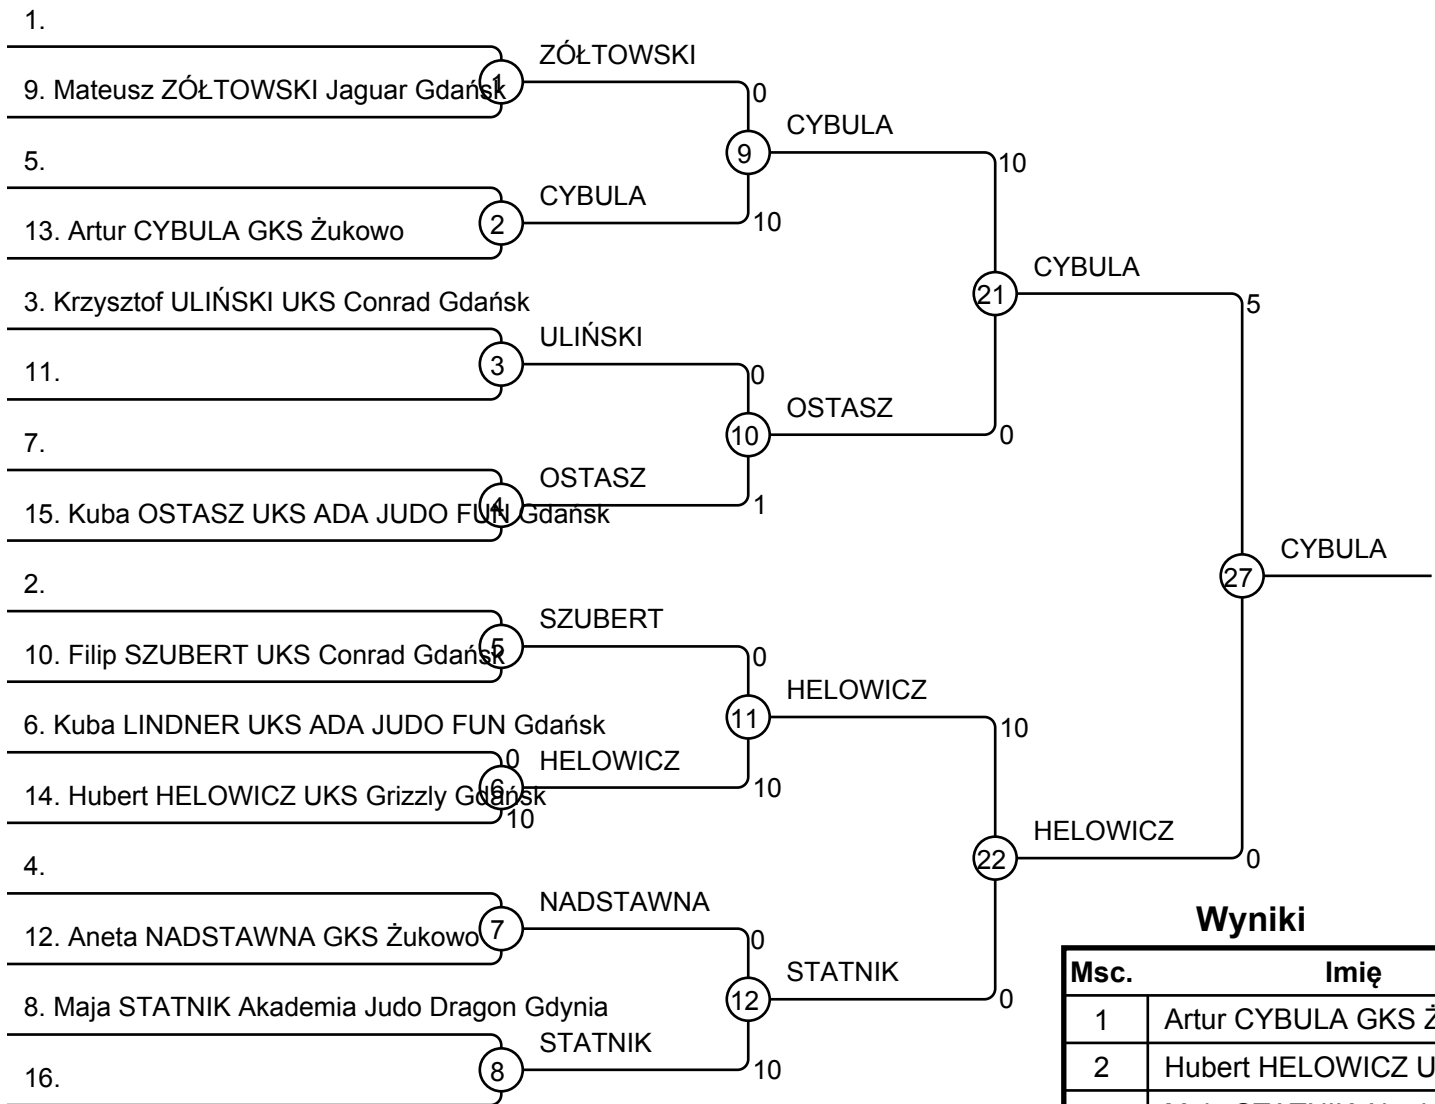 1.
ZÓŁTOWSKI
9. Mateusz ZÓŁTOWSKI Jaguar Gdańsk
1
0
CYBULA
9
10
5.
CYBULA
13. Artur CYBULA GKS Żukowo
2
10
CYBULA
21
5
3. Krzysztof ULIŃSKI UKS Conrad Gdańsk
ULIŃSKI
3
0
11.
OSTASZ
10
0
7.
OSTASZ
15. Kuba OSTASZ UKS ADA JUDO FUN Gdańsk
4
1
CYBULA
27
2.
SZUBERT
10. Filip SZUBERT UKS Conrad Gdańsk
5
0
HELOWICZ
11
10
6. Kuba LINDNER UKS ADA JUDO FUN Gdańsk
0
HELOWICZ
6
14. Hubert HELOWICZ UKS Grizzly Gdańsk
10
10
HELOWICZ
22
0
4.
NADSTAWNA
12. Aneta NADSTAWNA GKS Żukowo
7
0
STATNIK
12
0
8. Maja STATNIK Akademia Judo Dragon Gdynia
STATNIK
8
10
16.
Wyniki
Msc. Imię
1 Artur CYBULA GKS
2 Hubert HELOWICZ